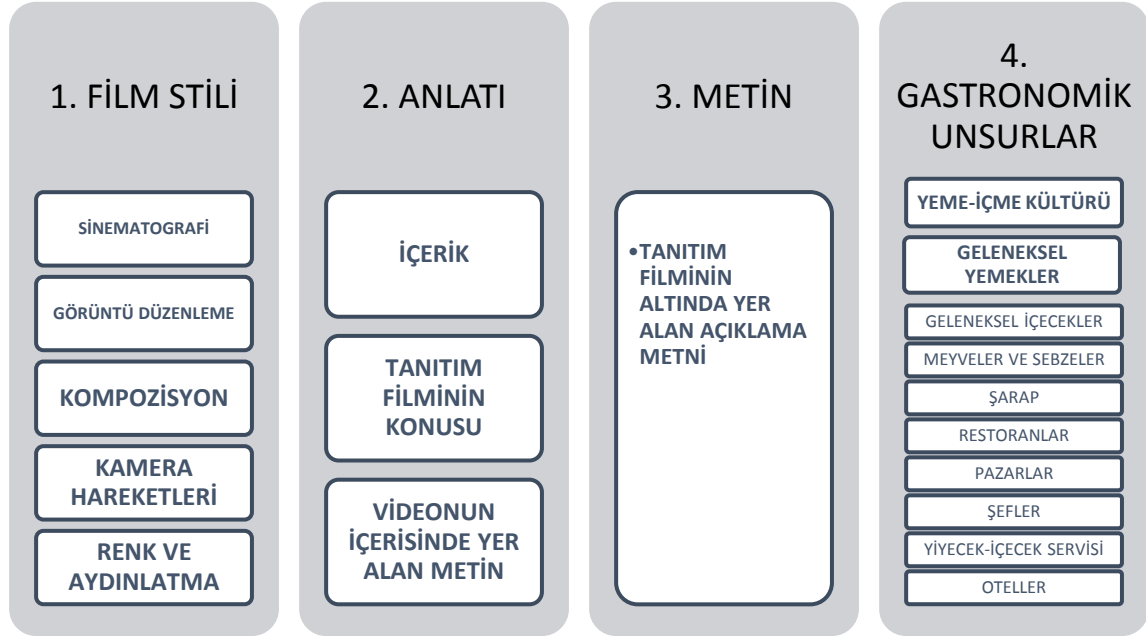 1. FİLM STİLİ
SİNEMATOGRAFİ
GÖRÜNTÜ DÜZENLEME
KOMPOZİSYON
KAMERA
HAREKETLERİ
RENK VE
AYDINLATMA
2. ANLATI
İÇERİK
TANITIM
FİLMİNİN
KONUSU
VİDEONUN
İÇERİSİNDE YER
ALAN METİN
3. METİN
•TANITIM
FİLMİNİN
ALTINDA YER
ALAN AÇIKLAMA
METNİ
4.
GASTRONOMİK
UNSURLAR
YEME-İÇME KÜLTÜRÜ
GELENEKSEL
YEMEKLER
GELENEKSEL İÇECEKLER
MEYVELER VE SEBZELER
ŞARAP
RESTORANLAR
PAZARLAR
ŞEFLER
YİYECEK-İÇECEK SERVİSİ
OTELLER